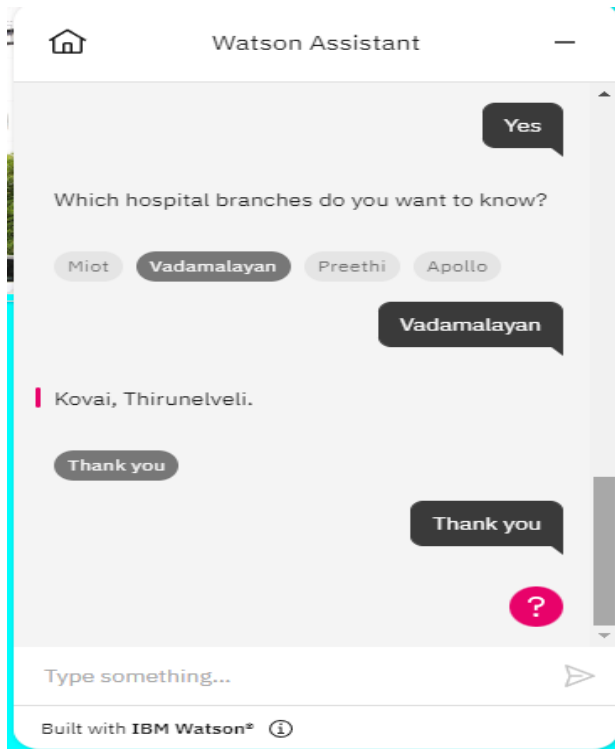 Watson Assistant
Yes
Which hospital branches do you want to know?
Miot Vadamalayan Preethi Apollo
Vadamalayan
Kovai, Thirunelveli.
Thank you
Thank you
?
Type something...
Built with IBM Watson®